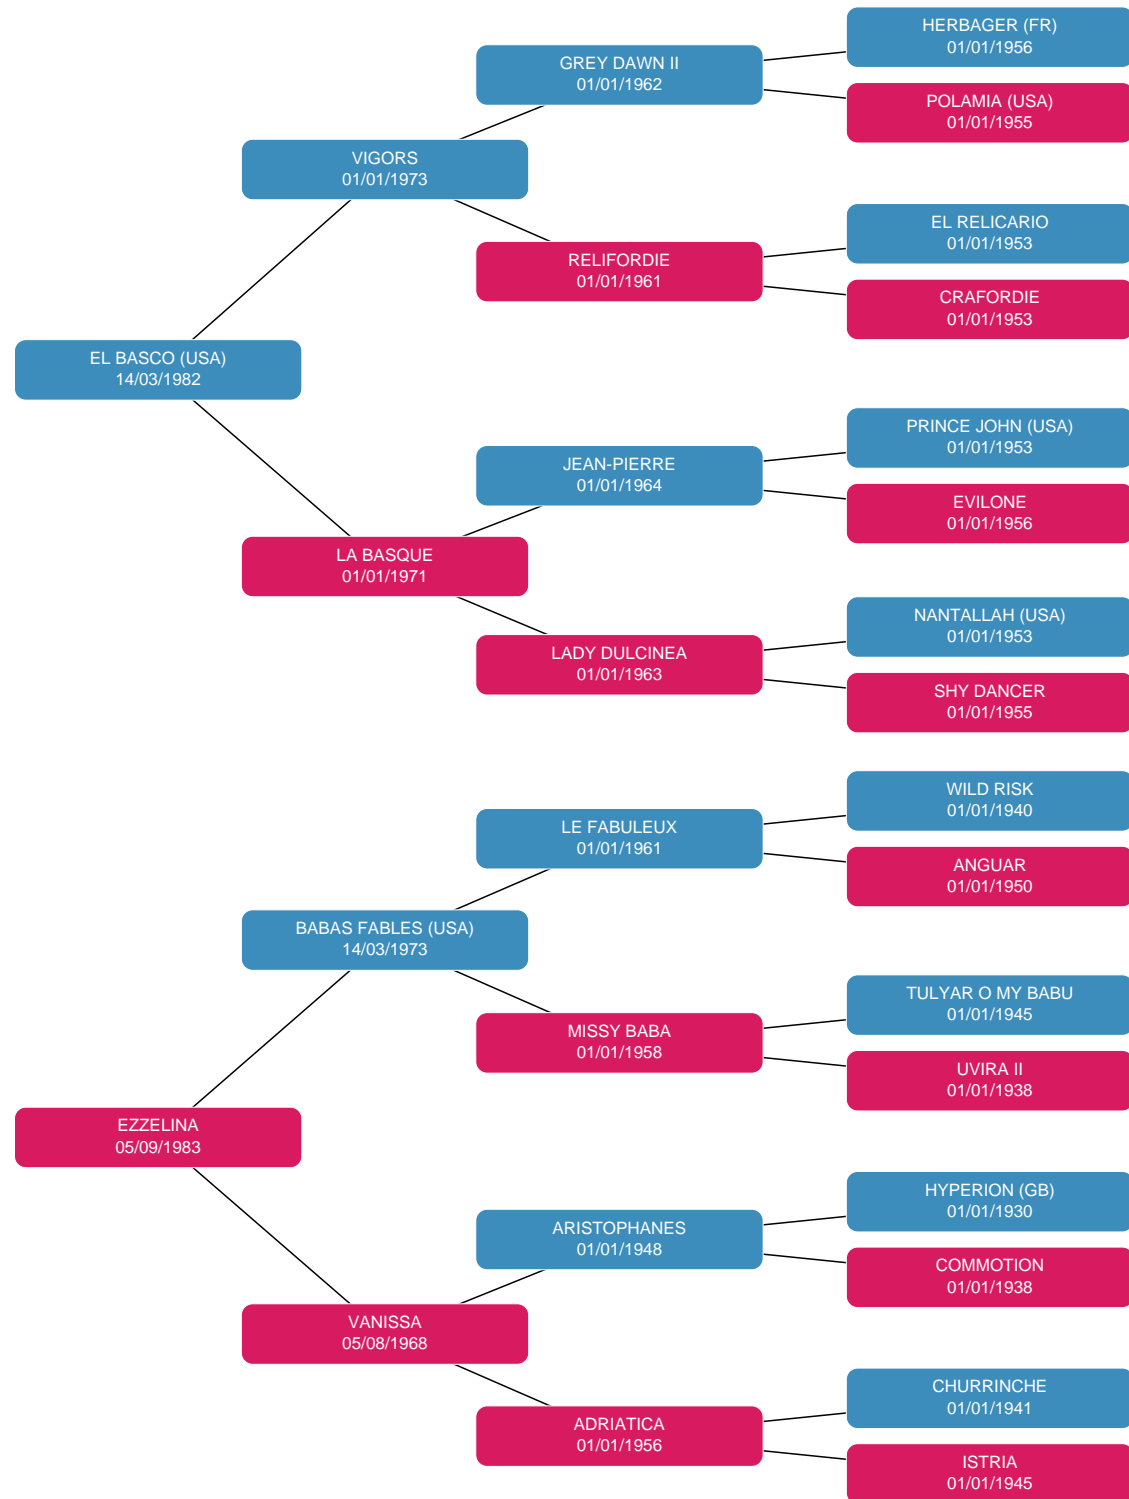 HERBAGER (FR)
01/01/1956
GREY DAWN II
01/01/1962
POLAMIA (USA)
01/01/1955
VIGORS
01/01/1973
EL RELICARIO
01/01/1953
RELIFORDIE
01/01/1961
CRAFORDIE
01/01/1953
EL BASCO (USA)
14/03/1982
PRINCE JOHN (USA)
01/01/1953
JEAN-PIERRE
01/01/1964
EVILONE
01/01/1956
LA BASQUE
01/01/1971
NANTALLAH (USA)
01/01/1953
LADY DULCINEA
01/01/1963
SHY DANCER
01/01/1955
WILD RISK
01/01/1940
LE FABULEUX
01/01/1961
ANGUAR
01/01/1950
BABAS FABLES (USA)
14/03/1973
TULYAR O MY BABU
01/01/1945
MISSY BABA
01/01/1958
UVIRA II
01/01/1938
EZZELINA
05/09/1983
HYPERION (GB)
01/01/1930
ARISTOPHANES
01/01/1948
COMMOTION
01/01/1938
VANISSA
05/08/1968
CHURRINCHE
01/01/1941
ADRIATICA
01/01/1956
ISTRIA
01/01/1945